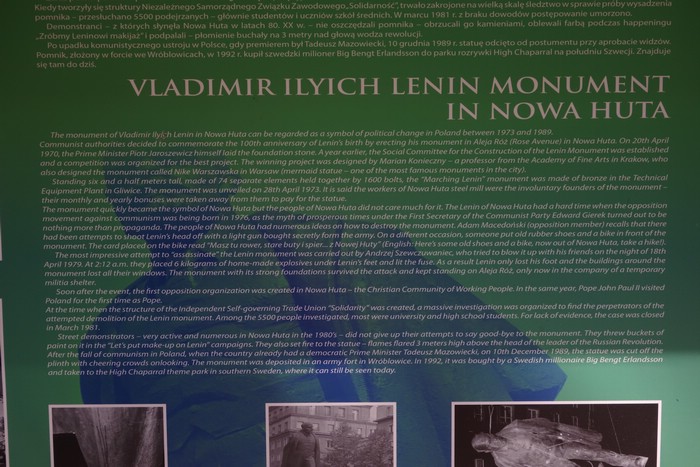 Kiedy tworzyły się struktury Niezależnego Samorządnego Związku Zawodowego „Solidarność”, trwało zakrojone na wielką skalę śledztwo w sprawie próby wysadzenia
pomnika – przesłuchano 5500 podejrzanych – głównie studentów i uczniów szkół średnich. W marcu 1981 r. z braku dowodów postępowanie umorzono.
Demonstranci – z których słynęła Nowa Huta w latach 80. XX w. – nie oszczędzali pomnika – obrzucali go kamieniami, oblewali farbą podczas happeningu
„Zróbmy Leninowi makijaż” i podpalali – płomienie buchały na 3 metry nad głową wodza rewolucji.
Po upadku komunistycznego ustroju w Polsce, gdy premierem był Tadeusz Mazowiecki, 10 grudnia 1989 r. statuę odcięto od postumentu przy aprobacie widzów.
Pomnik, złożony w forcie we Wróblowicach, w 1992 r. kupił szwedzki milioner Big Bengt Erlandsson do parku rozrywki High Chaparral na południu Szwecji. Znajduje
się tam do dziś.
VLADIMIR ILYICH LENIN MONUMENT
IN NOWA HUTA
The monument of Vladimir Ilyich Lenin in Nowa Huta can be regarded as a symbol of political change in Poland between 1973 and 1989.
Communist authorities decided to commemorate the 100th anniversary of Lenin's birth by erecting his monument in Aleja Róż (Rose Avenue) in Nowa Huta. On 20th April
1970, the Prime Minister Piotr Jaroszewicz himself laid the foundation stone. A year earlier, the Social Committee for the Construction of the Lenin Monument was established
and a competition was organized for the best project. The winning project was designed by Marian Konieczny – a professor from the Academy of Fine Arts in Krakow, who
also designed the monument called Nike Warszawska in Warsaw (mermaid statue – one of the most famous monuments in the city).
Standing six and a half meters tall, made of 74 separate elements held together by 1600 bolts, the "Marching Lenin" monument was made of bronze in the Technical
Equipment Plant in Gliwice. The monument was unveiled on 28th April 1973. It is said the workers of Nowa Huta steel mill were the involuntary founders of the monument –
their monthly and yearly bonuses were taken away from them to pay for the statue.
The monument quickly became the symbol of Nowa Huta but the people of Nowa Huta did not care much for it. The Lenin of Nowa Huta had a hard time when the opposition
movement against communism was being born in 1976, as the myth of prosperous times under the First Secretary of the Communist Party Edward Gierek turned out to be
nothing more than propaganda. The people of Nowa Huta had numerous ideas on how to destroy the monument. Adam Macedoński (opposition member) recalls that there
had been attempts to shoot Lenin's head off with a light gun bought secretly form the army. On a different occasion, someone put old rubber shoes and a bike in front of the
monument. The card placed on the bike read "Masz tu rower, stare buty i spier...z Nowej Huty" (English: Here's some old shoes and a bike, now out of Nowa Huta, take a hike!).
The most impressive attempt to "assasinate" the Lenin monument was carried out by Andrzej Szewczuwaniec, who tried to blow it up with his friends on the night of 18th
April 1979. At 2:12 a.m. they placed 6 kilograms of home-made explosives under Lenin's feet and lit the fuse. As a result Lenin only lost his foot and the buildings around the
monument lost all their windows. The monument with its strong foundations survived the attack and kept standing on Aleja Róż, only now in the company of a temporary
militia shelter.
Soon after the event, the first opposition organization was created in Nowa Huta – the Christian Community of Working People. In the same year, Pope John Paul II visited
Poland for the first time as Pope.
At the time when the structure of the Independent Self-governing Trade Union "Solidarity" was created, a massive investigation was organized to find the perpetrators of the
attempted demolition of the Lenin monument. Among the 5500 people investigated, most were university and high school students. For lack of evidence, the case was closed
in March 1981.
Street demonstrators – very active and numerous in Nowa Huta in the 1980's – did not give up their attempts to say good-bye to the monument. They threw buckets of
paint on it in the "Let's put make-up on Lenin" campaigns. They also set fire to the statue – flames flared 3 meters high above the head of the leader of the Russian Revolution.
After the fall of communism in Poland, when the country already had a democratic Prime Minister Tadeusz Mazowiecki, on 10th December 1989, the statue was cut off the
plinth with cheering crowds onlooking. The monument was deposited in an army fort in Wróblowice. In 1992, it was bought by a Swedish millionaire Big Bengt Erlandsson
and taken to the High Chaparral theme park in southern Sweden, where it can still be seen today.